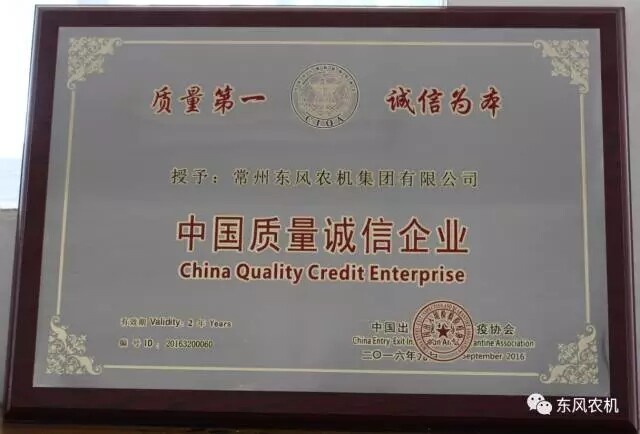 质量第一 诚信为本
CIQA
授予：常州东风农机集团有限公司
中国质量诚信企业
China Quality Credit Enterprise
有效期 Validity: 2 年 Years
编 号 ID: 20163200060
中国出 疫协会
China Entry-Exit In antine Association
二〇一六年九 September 2016
东风农机